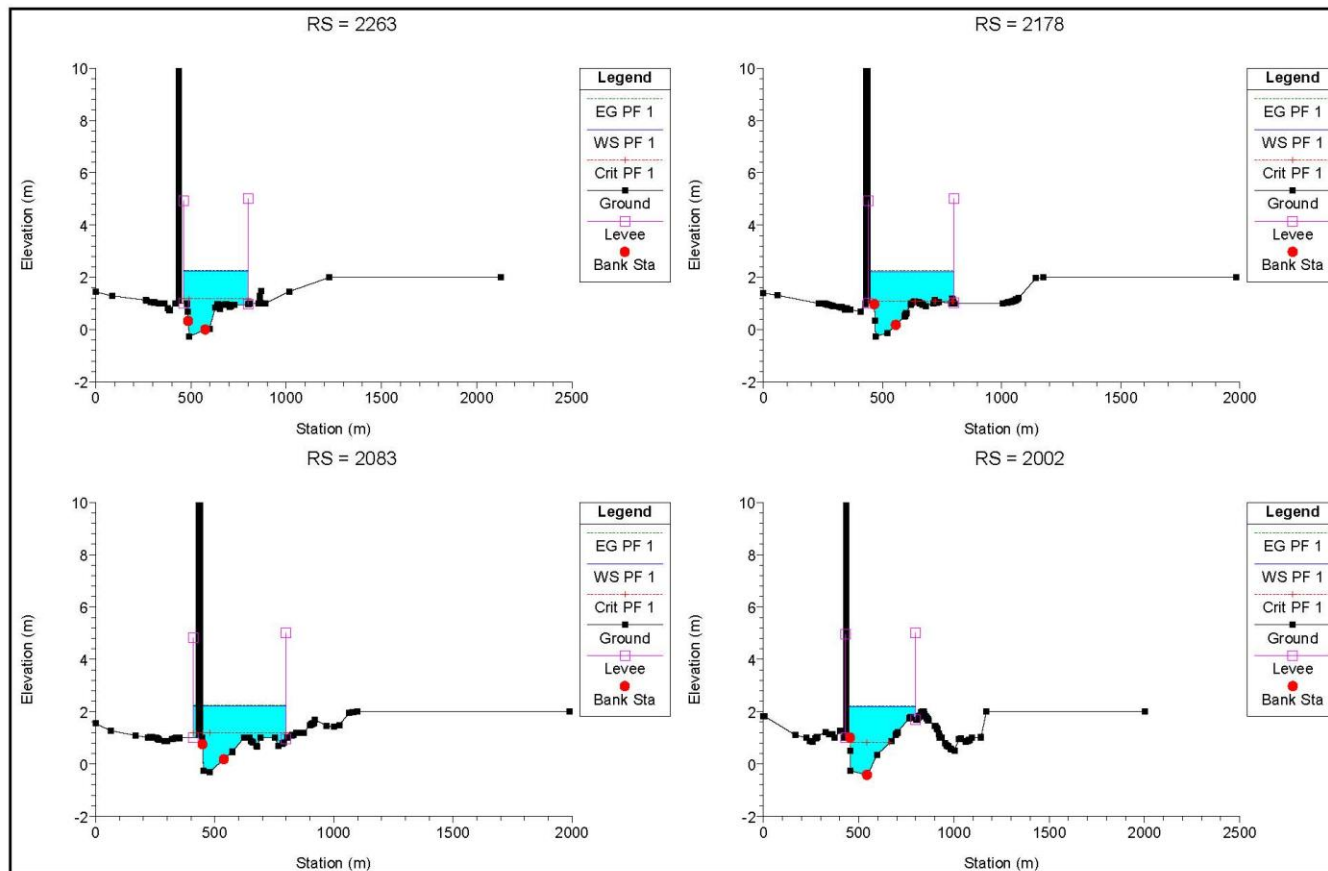 RS = 2263
10
8
6
4
2
0
-2
0
500
1000
1500
2000
2500
Elevation (m)
Station (m)
Legend
EG PF 1
WS PF 1
Crit PF 1
Ground
Levee
Bank Sta
RS = 2178
10
8
6
4
2
0
-2
0
500
1000
1500
2000
Elevation (m)
Station (m)
Legend
EG PF 1
WS PF 1
Crit PF 1
Ground
Levee
Bank Sta
RS = 2083
10
8
6
4
2
0
-2
0
500
1000
1500
2000
Elevation (m)
Station (m)
Legend
EG PF 1
WS PF 1
Crit PF 1
Ground
Levee
Bank Sta
RS = 2002
10
8
6
4
2
0
-2
0
500
1000
1500
2000
2500
Elevation (m)
Station (m)
Legend
EG PF 1
WS PF 1
Crit PF 1
Ground
Levee
Bank Sta